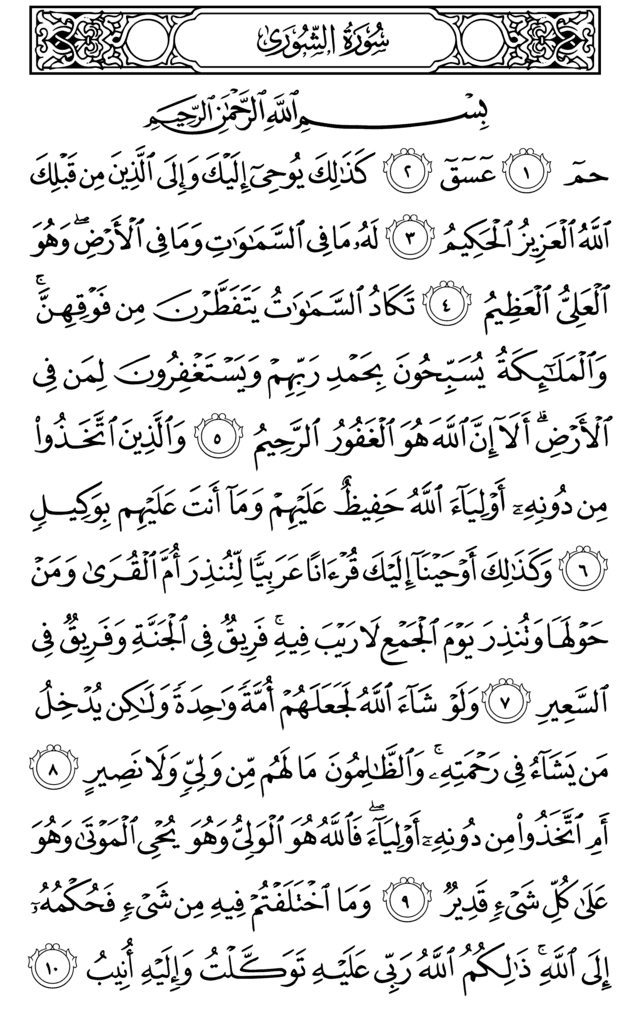 سُورَةُ الشُّورَىٰ
بِسْمِ ٱللَّهِ ٱلرَّحْمَٰنِ ٱلرَّحِيمِ
حمٓ ١ عٓسٓقٓ ٢ كَذَٰلِكَ يُوحِىٓ إِلَيْكَ وَإِلَى ٱلَّذِينَ مِن قَبْلِكَ
ٱللَّهُ ٱلْعَزِيزُ ٱلْحَكِيمُ ٣ لَهُۥ مَا فِى ٱلسَّمَٰوَٰتِ وَمَا فِى ٱلْأَرْضِ ۖ وَهُوَ
ٱلْعَلِىُّ ٱلْعَظِيمُ ٤ تَكَادُ ٱلسَّمَٰوَٰتُ يَتَفَطَّرْنَ مِن فَوْقِهِنَّ ۚ
وَٱلْمَلَٰٓئِكَةُ يُسَبِّحُونَ بِحَمْدِ رَبِّهِمْ وَيَسْتَغْفِرُونَ لِمَن فِى
ٱلْأَرْضِ ۗ أَلَآ إِنَّ ٱللَّهَ هُوَ ٱلْغَفُورُ ٱلرَّحِيمُ ٥ وَٱلَّذِينَ ٱتَّخَذُوا۟
مِن دُونِهِۦٓ أَوْلِيَآءَ ٱللَّهُ حَفِيظٌ عَلَيْهِمْ وَمَآ أَنتَ عَلَيْهِم بِوَكِيلٍ
٦ وَكَذَٰلِكَ أَوْحَيْنَآ إِلَيْكَ قُرْءَانًا عَرَبِيًّا لِّتُنذِرَ أُمَّ ٱلْقُرَىٰ وَمَنْ
حَوْلَهَا وَتُنذِرَ يَوْمَ ٱلْجَمْعِ لَا رَيْبَ فِيهِ ۚ فَرِيقٌ فِى ٱلْجَنَّةِ وَفَرِيقٌ فِى
ٱلسَّعِيرِ ٧ وَلَوْ شَآءَ ٱللَّهُ لَجَعَلَهُمْ أُمَّةً وَٰحِدَةً وَلَٰكِن يُدْخِلُ
مَن يَشَآءُ فِى رَحْمَتِهِۦ ۚ وَٱلظَّٰلِمُونَ مَا لَهُم مِّن وَلِىٍّ وَلَا نَصِيرٍ ٨
أَمِ ٱتَّخَذُوا۟ مِن دُونِهِۦٓ أَوْلِيَآءَ ۖ فَٱللَّهُ هُوَ ٱلْوَلِىُّ وَهُوَ يُحْىِ ٱلْمَوْتَىٰ وَهُوَ
عَلَىٰ كُلِّ شَىْءٍ قَدِيرٌ ٩ وَمَا ٱخْتَلَفْتُمْ فِيهِ مِن شَىْءٍ فَحُكْمُهُۥٓ
إِلَى ٱللَّهِ ۚ ذَٰلِكُمُ ٱللَّهُ رَبِّى عَلَيْهِ تَوَكَّلْتُ وَإِلَيْهِ أُنِيبُ ١٠